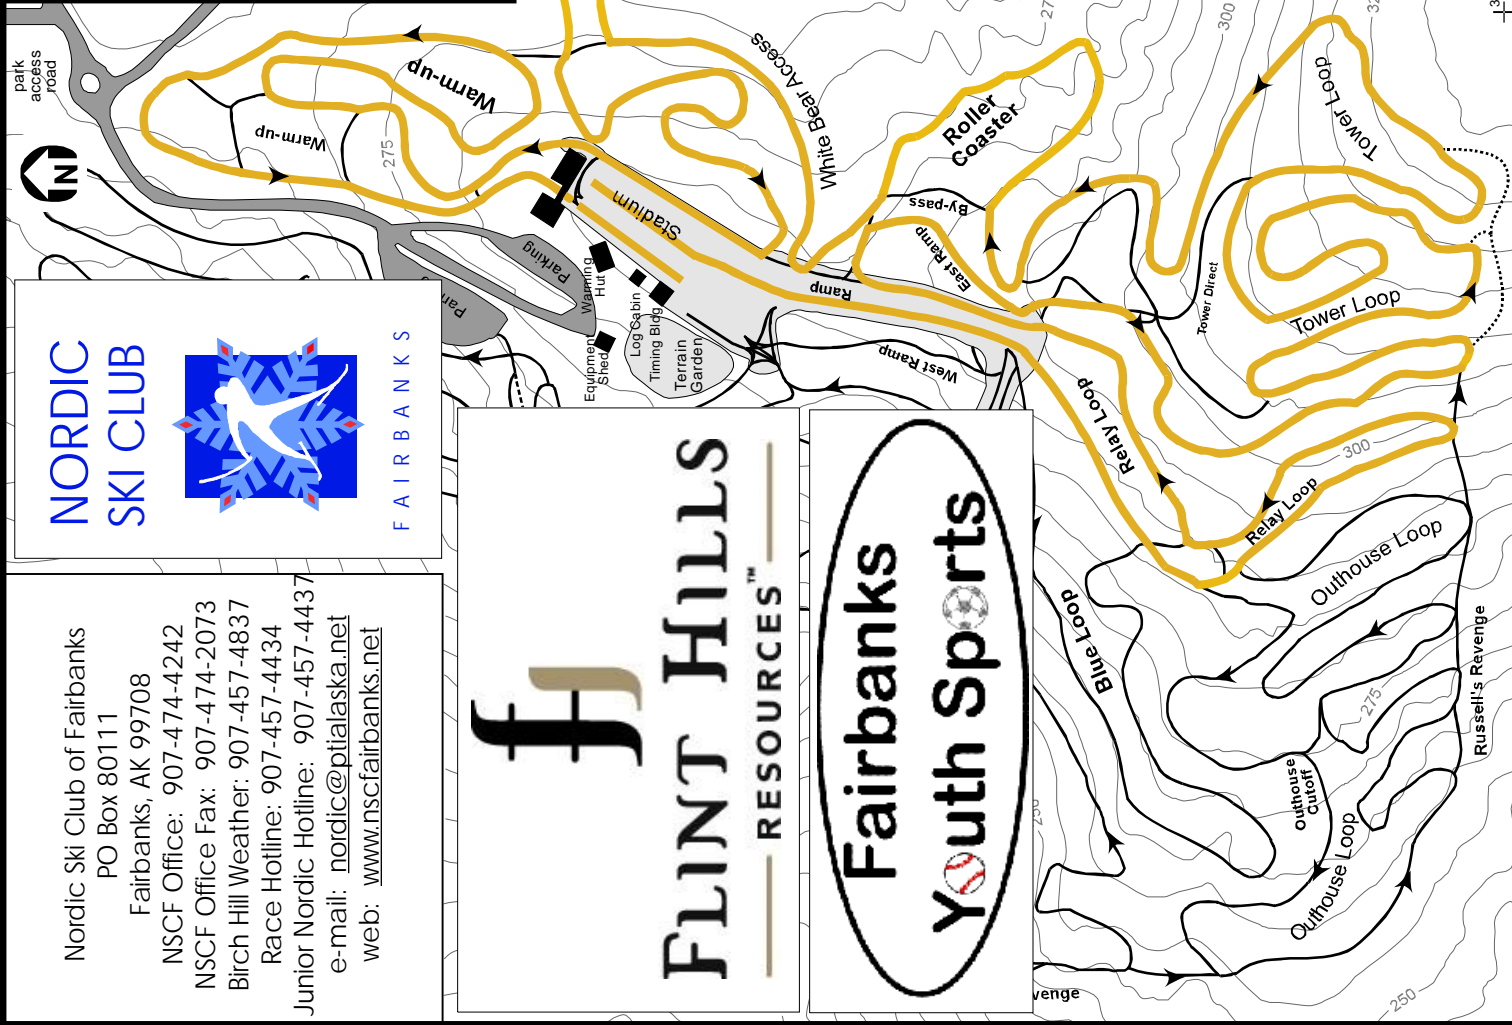 park
access
road
N
Warm-up
Warm-up
275
White Bear Access
Stadium
Parking
Warming
Hut
Log Cabin
Timing Bldg
Equipment
Shed
Terrain
Garden
Ramp
West Ramp
East Ramp
By-pass
Roller
Coaster
27
300
Tower Loop
Tower Direct
Tower Loop
Relay Loop
Relay Loop
300
Outhouse Loop
Blue Loop
275
Russell's Revenge
Outhouse
Cutoff
Outhouse Loop
250
NORDIC
SKI CLUB
FAIRBANKS
Nordic Ski Club of Fairbanks
PO Box 80111
Fairbanks, AK 99708
NSCF Office: 907-474-4242
NSCF Office Fax: 907-474-2073
Birch Hill Weather: 907-457-4837
Race Hotline: 907-457-4434
Junior Nordic Hotline: 907-457-4437
e-mail: nordic@ptialaska.net
web: www.nscfairbanks.net
FLINT HILLS
RESOURCES™
Fairbanks
Youth Sports